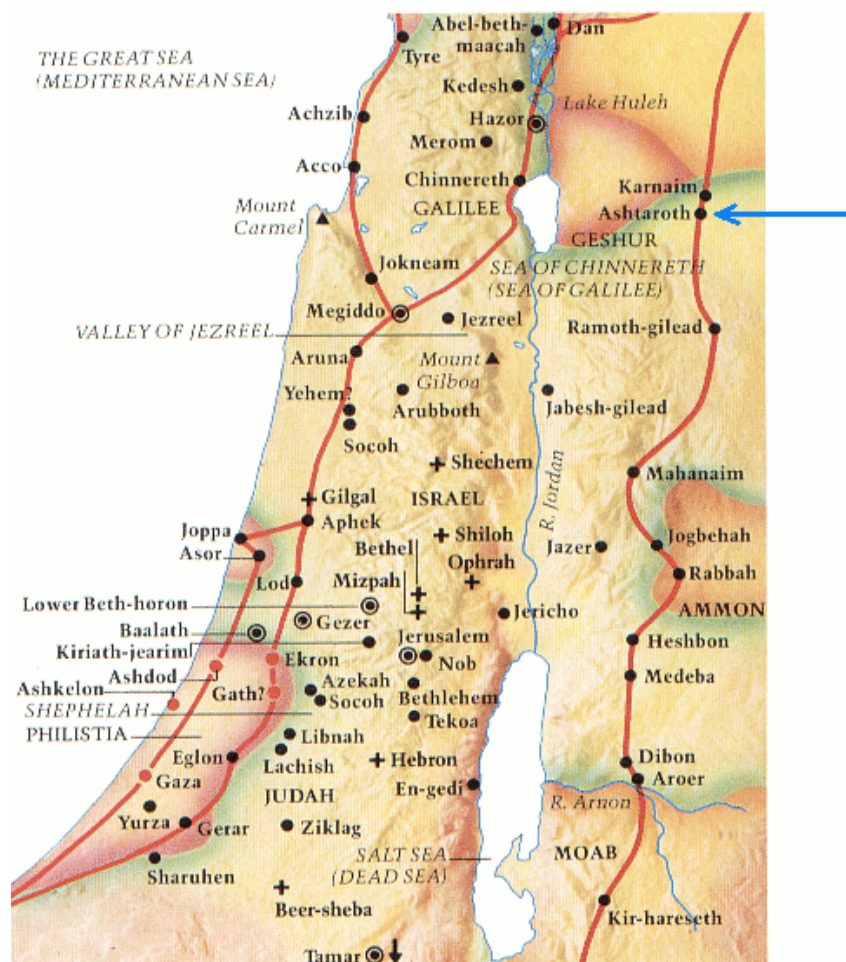 Abel-beth-
maacah
Dan
THE GREAT SEA
(MEDITERRANEAN SEA)
Tyre
Kedesh
Lake Huleh
Achzib
Hazor
Merom
Acco
Chinnereth
Karnaim
Mount
Carmel
GALILEE
Ashtaroth
GESHUR
Jokneam
SEA OF CHINNERETH
(SEA OF GALILEE)
Megiddo
Jezreel
VALLEY OF JEZREEL
Ramoth-gilead
Aruna
Mount
Gilboa
Yehem?
Arubboth
Jabesh-gilead
Socoh
Shechem
Mahanaim
R. Jordan
Gilgal
ISRAEL
Aphek
Joppa
Shiloh
Jogbehah
Asor
Bethel
Jazer
Ophrah
Lod
Mizpah
Rabbah
Lower Beth-horon
Jericho
AMMON
Gezer
Baalath
Jerusalem
Heshbon
Kiriath-jearim
Ekron
Nob
Ashdod
Azekah
Medeba
Ashkelon
Gath?
Socoh
Bethlehem
SHEPHELAH
Tekoa
PHILISTIA
Libnah
Eglon
Lachish
Hebron
Dibon
Gaza
En-gedi
Aroer
JUDAH
R. Arnon
Yurza
Gerar
Ziklag
SALT SEA
(DEAD SEA)
MOAB
Sharuhen
Beer-sheba
Kir-hareseth
Tamar